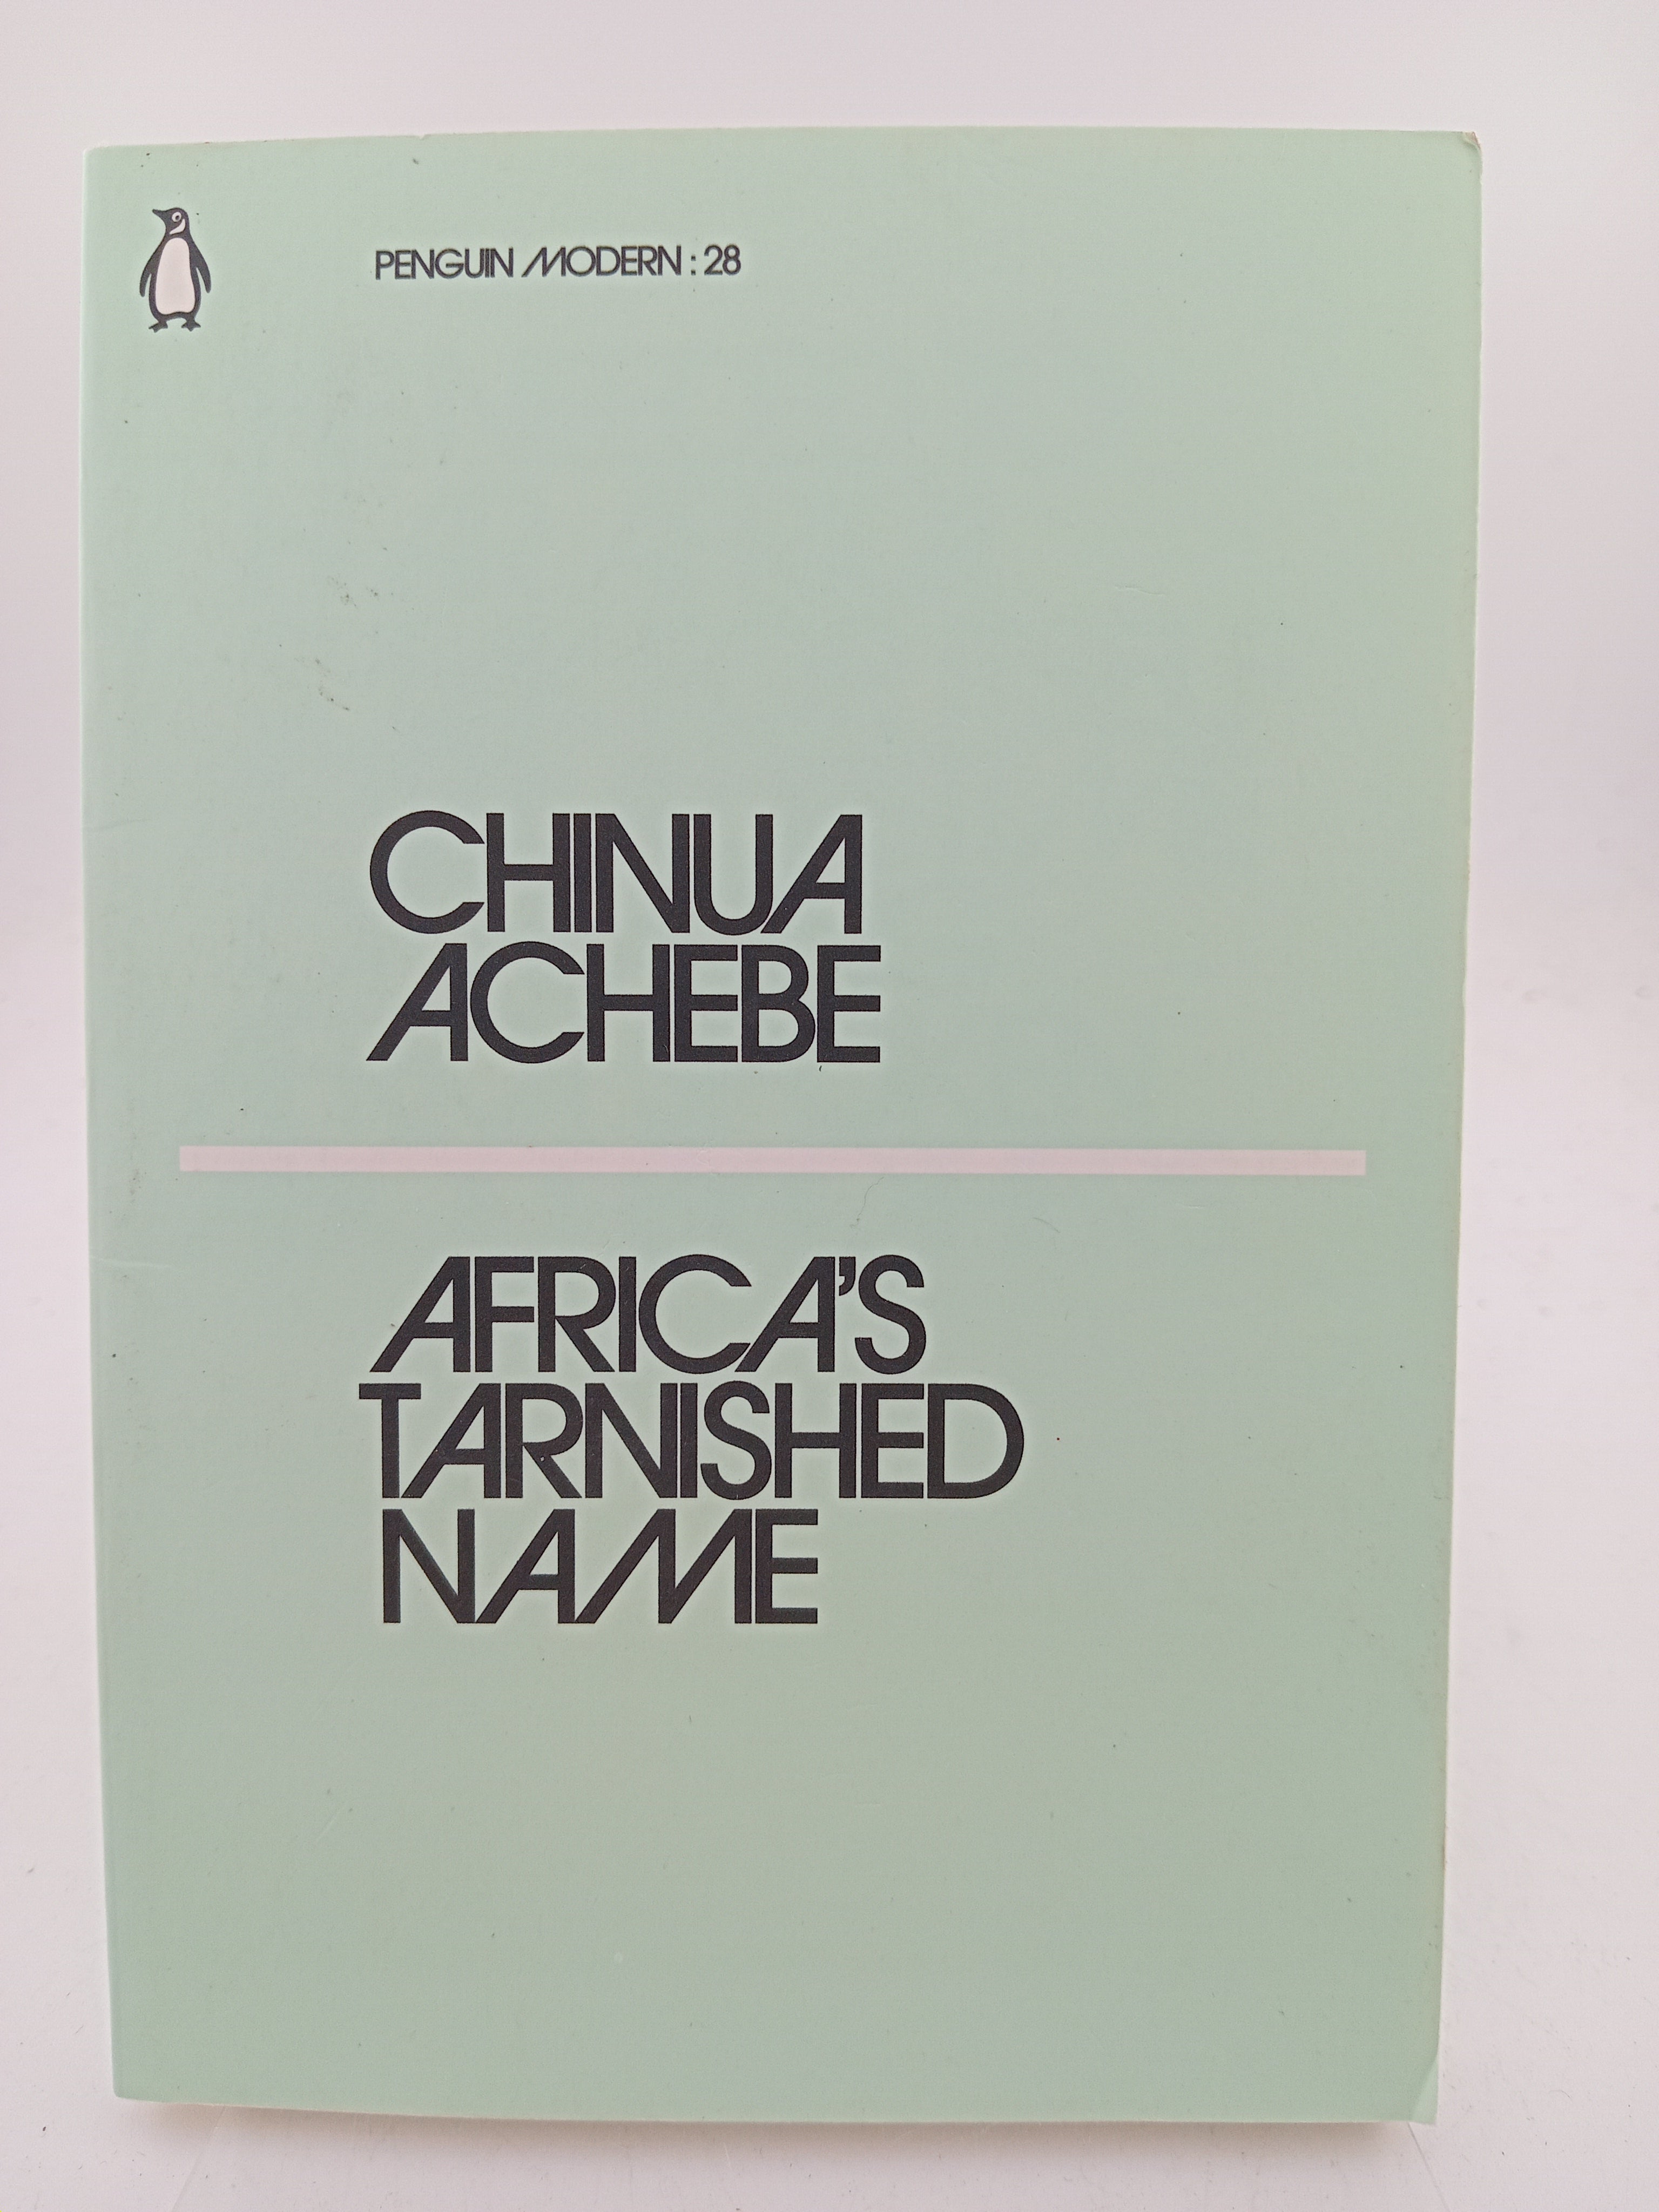 PENGUIN MODERN : 28
CHINUA
ACHEBE
AFRICA'S
TARNISHED
NAME